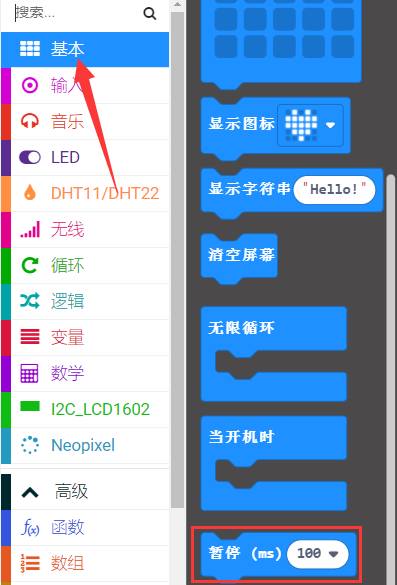 搜索...
基本
输入
音乐
LED
DHT11/DHT22
无线
循环
逻辑
变量
数学
I2C_LCD1602
Neopixel
高级
f(x) 函数
数组
显示图标
显示字符串 "Hello!"
清空屏幕
无限循环
当开机时
暂停 (ms) 100